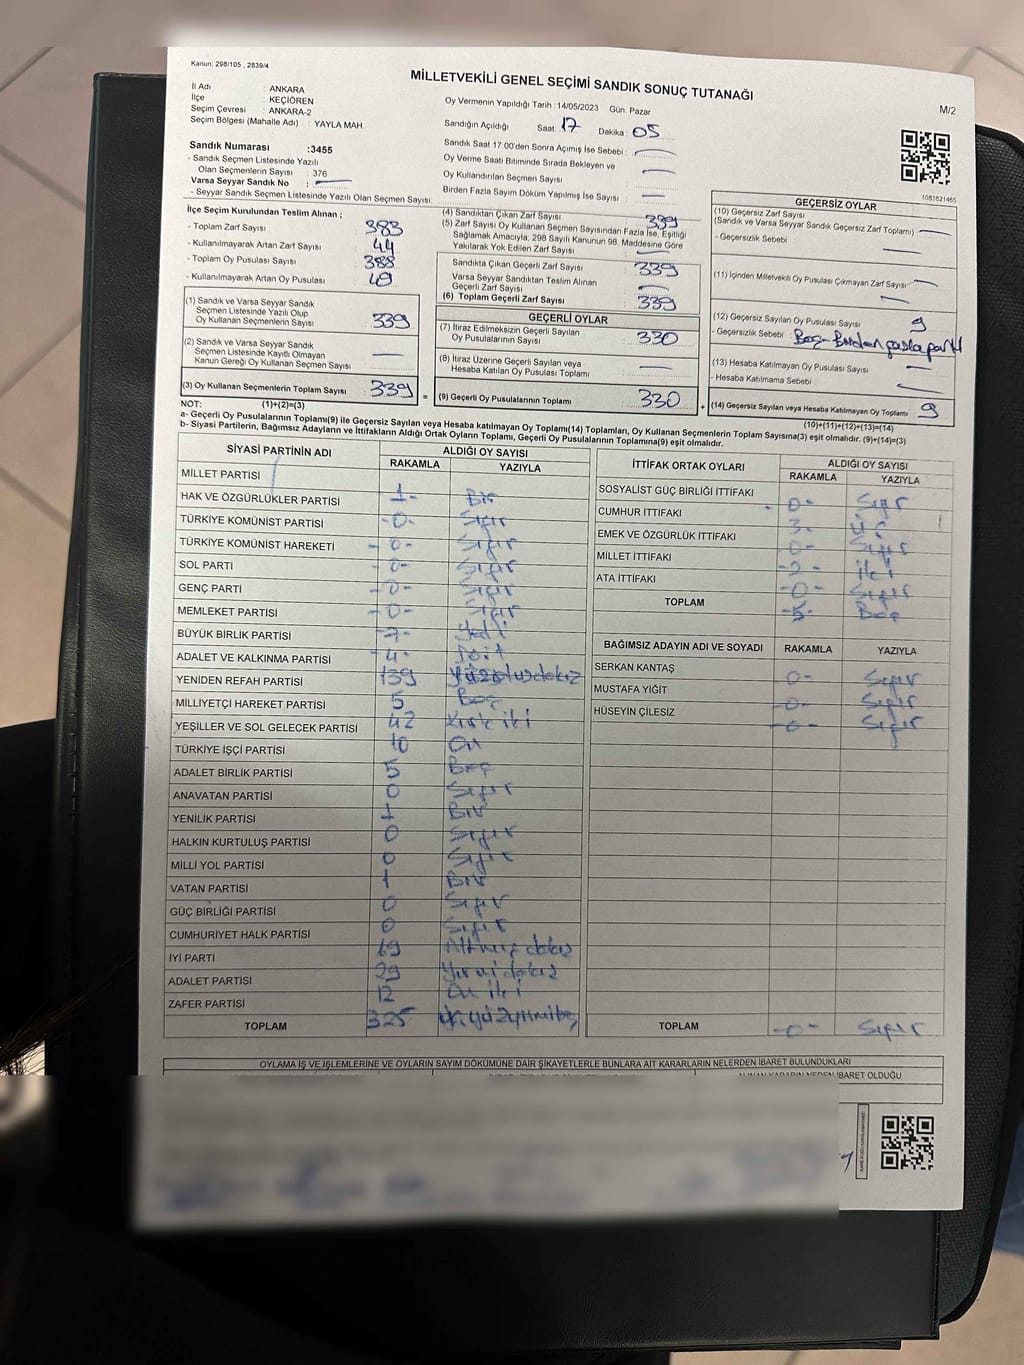 Kanun: 298/105 , 2839/4
MİLLETVEKİLİ GENEL SEÇİMİ SANDIK SONUÇ TUTANAĞI
M/2
İl Adı : ANKARA
İlçe : KEÇİÖREN
Seçim Çevresi : ANKARA-2
Seçim Bölgesi (Mahalle Adı) : YAYLA MAH.
Oy Vermenin Yapıldığı Tarih :14/05/2023 Gün: Pazar
Sandığın Açıldığı Saat: 17 Dakika : 05
Sandık Saat 17:00'den Sonra Açımış İse Sebebi : —
Oy Verme Saati Bitiminde Sırada Bekleyen ve
Oy Kullandırılan Seçmen Sayısı : —
Birden Fazla Sayım Döküm Yapılmış İse Sayısı : —
Sandık Numarası :3455
- Sandık Seçmen Listesinde Yazılı
Olan Seçmenlerin Sayısı : 376
Varsa Seyyar Sandık No : —
- Seyyar Sandık Seçmen Listesinde Yazılı Olan Seçmen Sayısı:
1083821465
İlçe Seçim Kurulundan Teslim Alınan ;
- Toplam Zarf Sayısı : 383
- Kullanılmayarak Artan Zarf Sayısı : 44
- Toplam Oy Pusulası Sayısı : 388
- Kullanılmayarak Artan Oy Pusulası : 49
(1) Sandık ve Varsa Seyyar Sandık
Seçmen Listesinde Yazılı Olup
Oy Kullanan Seçmenlerin Sayısı : 339
(2) Sandık ve Varsa Seyyar Sandık
Seçmen Listesinde Kayıtlı Olmayan
Kanun Gereği Oy Kullanan Seçmen Sayısı : —
(3) Oy Kullanan Seçmenlerin Toplam Sayısı : 339
(4) Sandıktan Çıkan Zarf Sayısı : 339
(5) Zarf Sayısı Oy Kullanan Seçmen Sayısından Fazla İse, Eşitliği
Sağlamak Amacıyla, 298 Sayılı Kanunun 98. Maddesine Göre
Yakılarak Yok Edilen Zarf Sayısı : —
Sandıkta Çıkan Geçerli Zarf Sayısı : 339
Varsa Seyyar Sandıktan Teslim Alınan
Geçerli Zarf Sayısı : —
(6) Toplam Geçerli Zarf Sayısı : 339
GEÇERLİ OYLAR
(7) İtiraz Edilmeksizin Geçerli Sayılan
Oy Pusulalarının Sayısı : 330
(8) İtiraz Üzerine Geçerli Sayılan veya
Hesaba Katılan Oy Pusulası Toplamı : —
= (9) Geçerli Oy Pusulalarının Toplamı : 330 +
GEÇERSİZ OYLAR
(10) Geçersiz Zarf Sayısı
(Sandık ve Varsa Seyyar Sandık Geçersiz Zarf Toplamı) : —
- Geçersizlik Sebebi : —
(11) İçinden Milletvekili Oy Pusulası Çıkmayan Zarf Sayısı : —
(12) Geçersiz Sayılan Oy Pusulası Sayısı : 9
- Geçersizlik Sebebi : Boş- Birden fazla parti
(13) Hesaba Katılmayan Oy Pusulası Sayısı : —
- Hesaba Katılmama Sebebi : —
(14) Geçersiz Sayılan veya Hesaba Katılmayan Oy Toplamı : 9
NOT: (1)+(2)=(3)
(10)+(11)+(12)+(13)=(14)
a- Geçerli Oy Pusulalarının Toplamı(9) ile Geçersiz Sayılan veya Hesaba katılmayan Oy Toplamı(14) Toplamları, Oy Kullanan Seçmenlerin Toplam Sayısına(3) eşit olmalıdır. (9)+(14)=(3)
b- Siyasi Partilerin, Bağımsız Adayların ve İttifakların Aldığı Ortak Oyların Toplamı, Geçerli Oy Pusulalarının Toplamına(9) eşit olmalıdır.
SİYASİ PARTİNİN ADI ALDIĞI OY SAYISI
RAKAMLA YAZIYLA
MİLLET PARTİSİ 1- Bir
HAK VE ÖZGÜRLÜKLER PARTİSİ -0- Sıfır
TÜRKİYE KOMÜNİST PARTİSİ -0- Sıfır
TÜRKİYE KOMÜNİST HAREKETİ -0- Sıfır
SOL PARTİ -0- Sıfır
GENÇ PARTİ -0- Sıfır
MEMLEKET PARTİSİ -7- Yedi
BÜYÜK BİRLİK PARTİSİ -4- Dört
ADALET VE KALKINMA PARTİSİ 139 Yüzotuzdokuz
YENİDEN REFAH PARTİSİ 5 Beş
MİLLİYETÇİ HAREKET PARTİSİ 42 Kırk iki
YEŞİLLER VE SOL GELECEK PARTİSİ 10 On
TÜRKİYE İŞÇİ PARTİSİ 5 Beş
ADALET BİRLİK PARTİSİ 0 Sıfır
ANAVATAN PARTİSİ 1 Bir
YENİLİK PARTİSİ 0 Sıfır
HALKIN KURTULUŞ PARTİSİ 0 Sıfır
MİLLİ YOL PARTİSİ 1 Bir
VATAN PARTİSİ 0 Sıfır
GÜÇ BİRLİĞİ PARTİSİ 0 Sıfır
CUMHURİYET HALK PARTİSİ 69 Altmış dokuz
İYİ PARTİ 29 Yirmi dokuz
ADALET PARTİSİ
ZAFER PARTİSİ 12 On iki
TOPLAM 325 Üçyüzyirmibeş
İTTİFAK ORTAK OYLARI ALDIĞI OY SAYISI
RAKAMLA YAZIYLA
SOSYALİST GÜÇ BİRLİĞİ İTTİFAKI 0- Sıfır
CUMHUR İTTİFAKI 3- Üç
EMEK VE ÖZGÜRLÜK İTTİFAKI -0- Sıfır
MİLLET İTTİFAKI -2- İki
ATA İTTİFAKI -0- Sıfır
TOPLAM -5- Beş
BAĞIMSIZ ADAYIN ADI VE SOYADI RAKAMLA YAZIYLA
SERKAN KANTAŞ 0- Sıfır
MUSTAFA YİĞİT -0- Sıfır
HÜSEYİN ÇİLESİZ -0- Sıfır
TOPLAM -0- Sıfır
OYLAMA İŞ VE İŞLEMLERİNE VE OYLARIN SAYIM DÖKÜMÜNE DAİR ŞİKAYETLERLE BUNLARA AİT KARARLARIN NELERDEN İBARET BULUNDUKLARI
ALINAN KARARIN NEDEN İBARET OLDUĞU